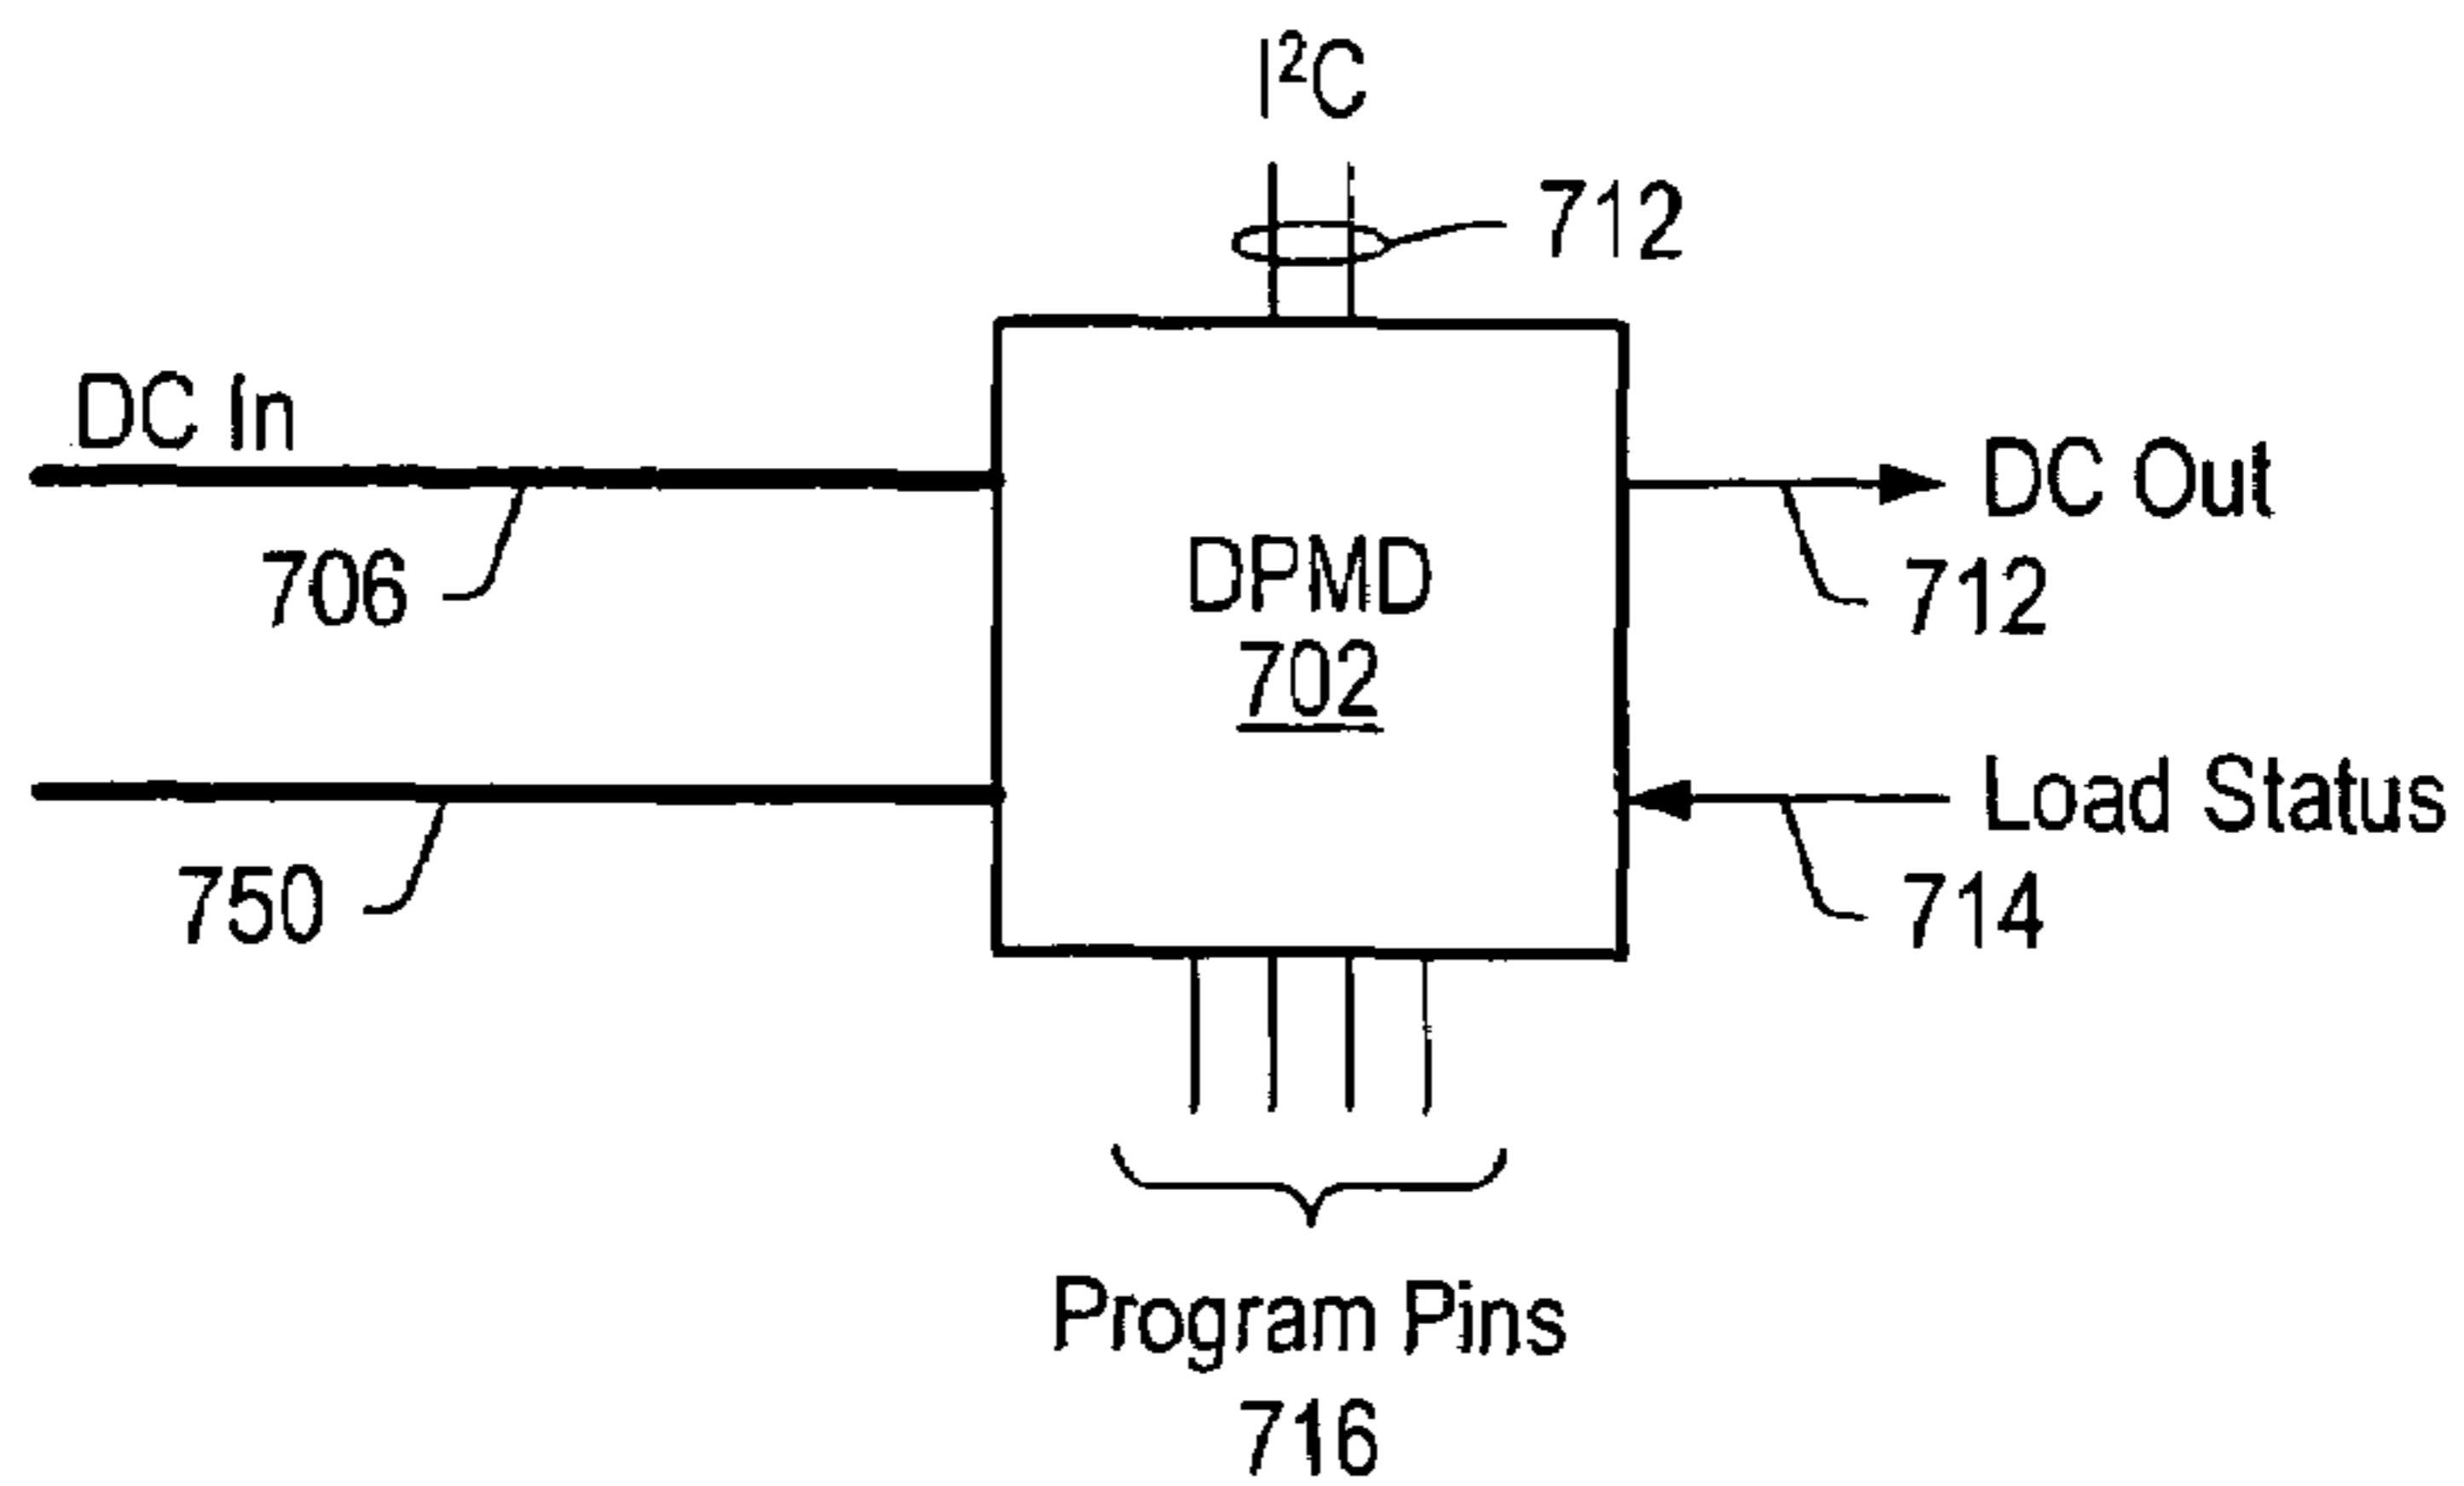 I²C
712
DC In
706
DPMD
702
DC Out
712
750
Load Status
714
Program Pins
716